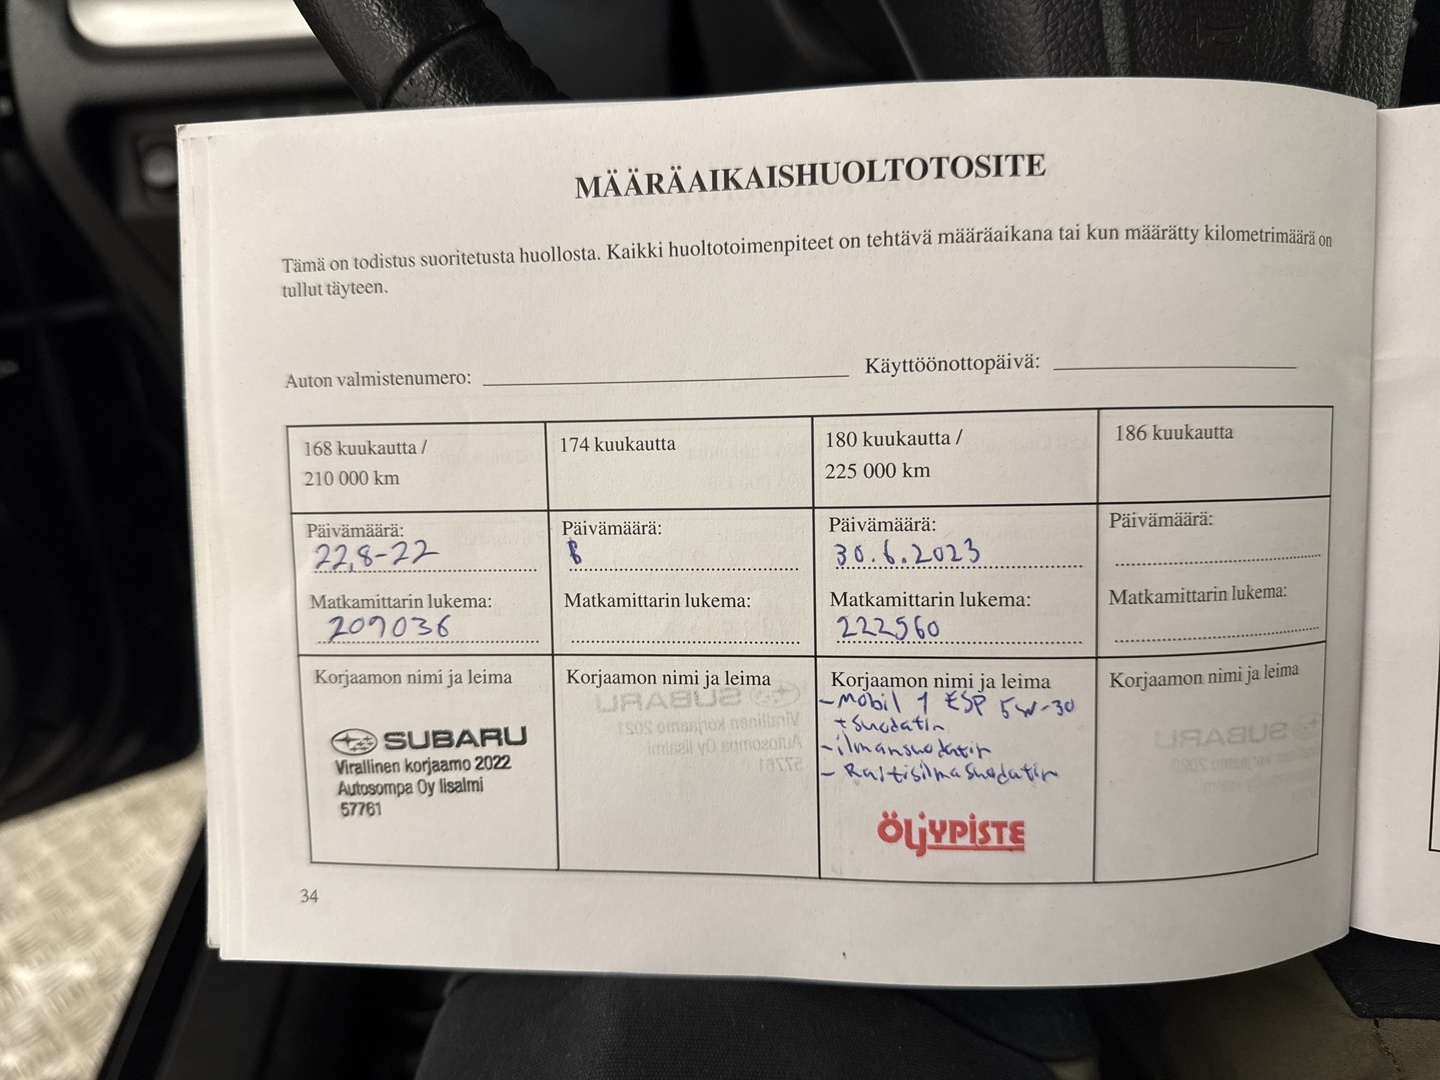 MÄÄRÄAIKAISHUOLTOTOSITE
Tämä on todistus suoritetusta huollosta. Kaikki huoltotoimenpiteet on tehtävä määräaikana tai kun määrätty kilometrimäärä on
tullut täyteen.
Auton valmistenumero: Käyttöönottopäivä:
168 kuukautta /
210 000 km
Päivämäärä:
22,8-22
Matkamittarin lukema:
209036
Korjaamon nimi ja leima
SUBARU
Virallinen korjaamo 2022
Autosompa Oy Iisalmi
57761
174 kuukautta
Päivämäärä:
Matkamittarin lukema:
Korjaamon nimi ja leima
180 kuukautta /
225 000 km
Päivämäärä:
30.6.2023
Matkamittarin lukema:
222560
Korjaamon nimi ja leima
- Mobil 1 ESP 5W-30
+ suodatin
- ilmansuodatin
- Raitisilmasuodatin
ÖLJYPISTE
186 kuukautta
Päivämäärä:
Matkamittarin lukema:
Korjaamon nimi ja leima
34